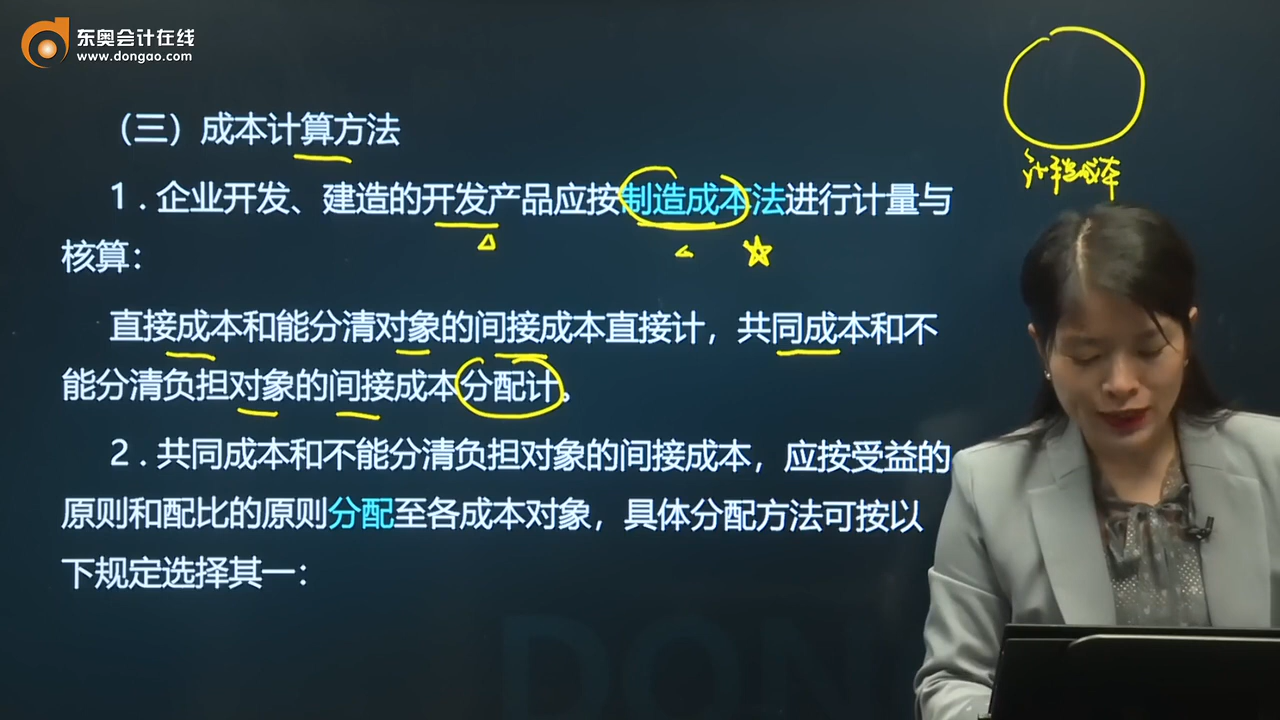 东奥会计在线
www.dongao.com
（三）成本计算方法
1 . 企业开发、建造的开发产品应按制造成本法进行计量与
核算：
直接成本和能分清对象的间接成本直接计，共同成本和不
能分清负担对象的间接成本分配计。
2 . 共同成本和不能分清负担对象的间接成本，应按受益的
原则和配比的原则分配至各成本对象，具体分配方法可按以
下规定选择其一：
计税成本
DONG